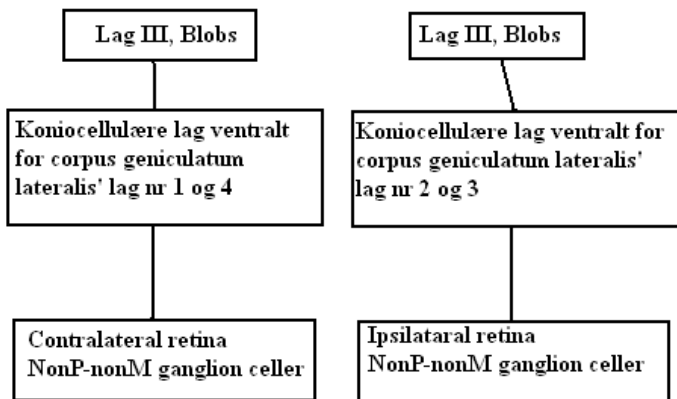 Lag III, Blobs
Koniocellulære lag ventralt
for corpus geniculatum
lateralis' lag nr 1 og 4
Contralateral retina
NonP-nonM ganglion celler
Lag III, Blobs
Koniocellulære lag ventralt for
corpus geniculatum lateralis'
lag nr 2 og 3
Ipsilataral retina
NonP-nonM ganglion celler